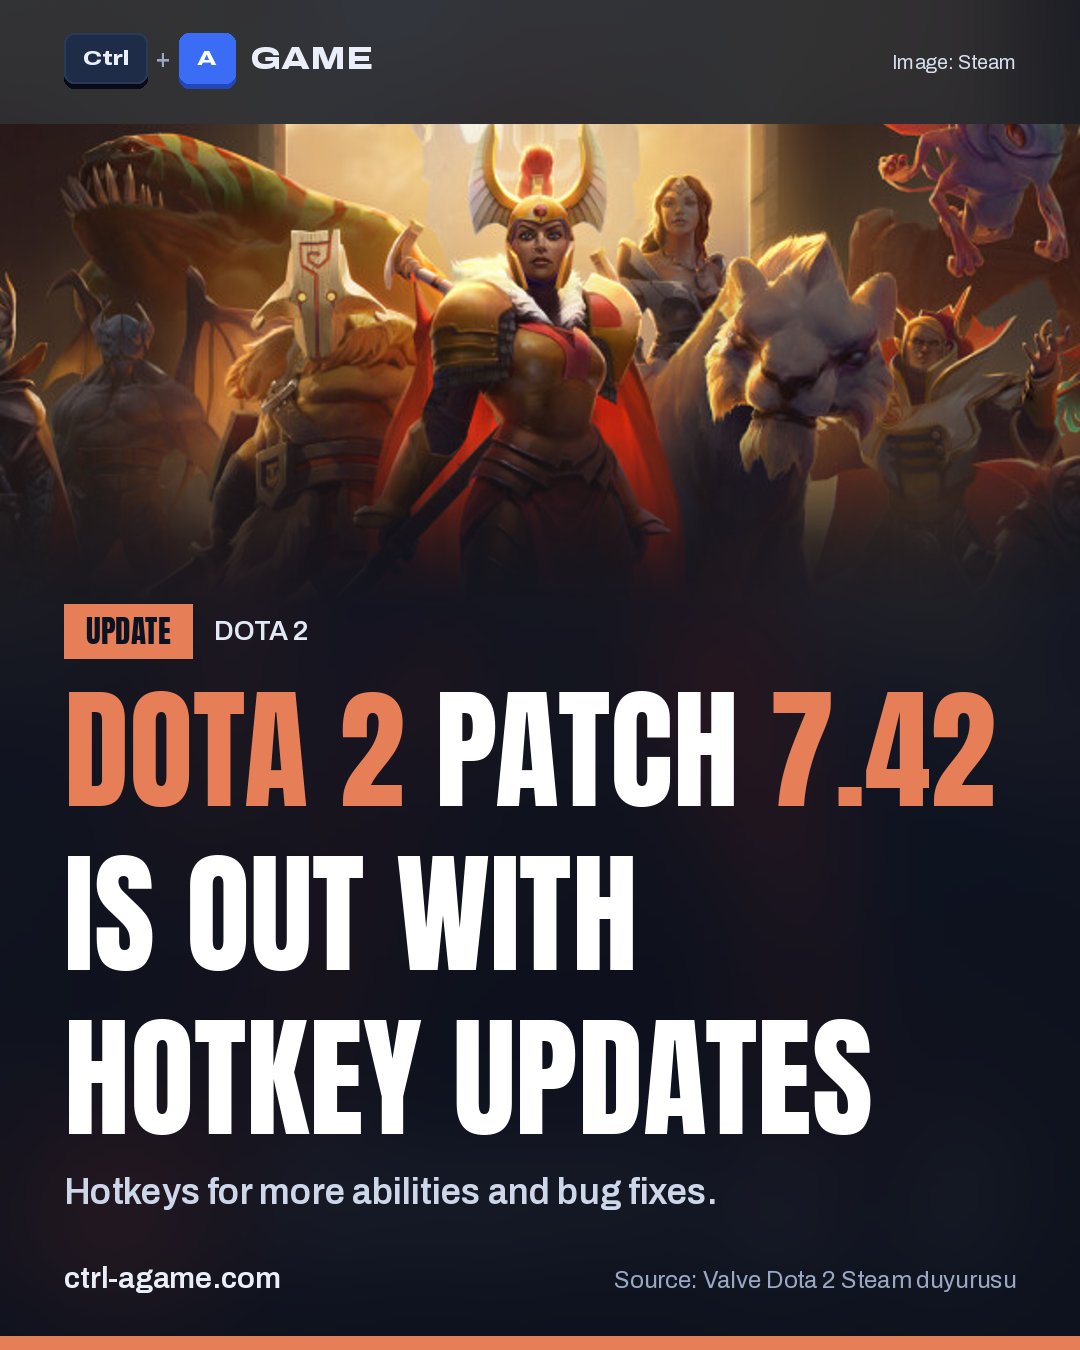 Ctrl + A GAME
Image: Steam
UPDATE DOTA 2
DOTA 2 PATCH 7.42
IS OUT WITH
HOTKEY UPDATES
Hotkeys for more abilities and bug fixes.
ctrl-agame.com
Source: Valve Dota 2 Steam duyurusu